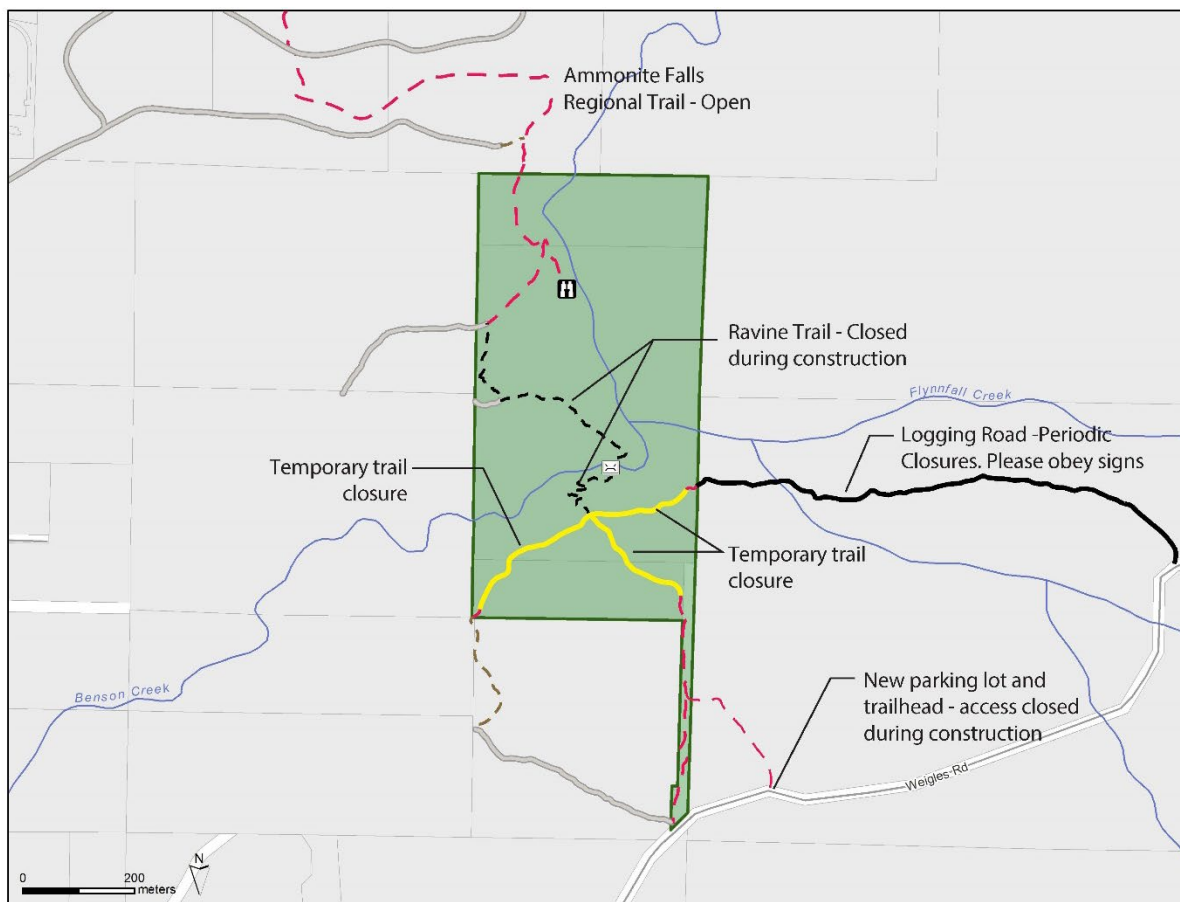 Ammonite Falls
Regional Trail - Open
Ravine Trail - Closed
during construction
Flynnfall Creek
Logging Road -Periodic
Closures. Please obey signs
Temporary trail
closure
Temporary trail
closure
Benson Creek
New parking lot and
trailhead - access closed
during construction
Weigles Rd
N
0 200
meters